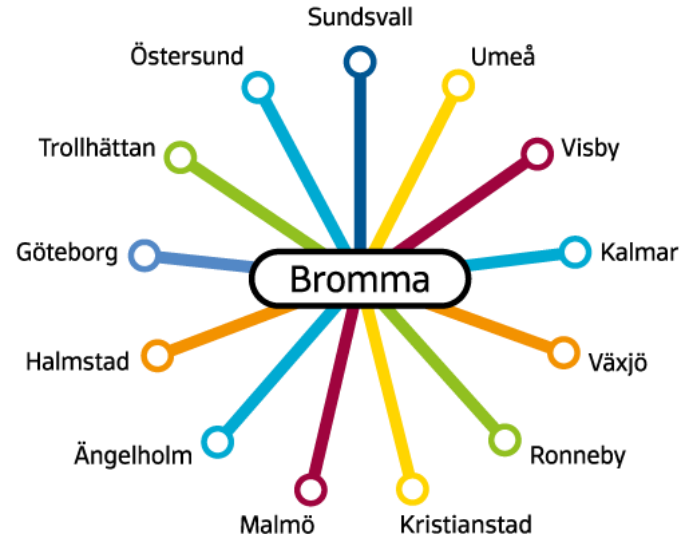 Sundsvall
Östersund
Umeå
Trollhättan
Visby
Göteborg
Kalmar
Bromma
Halmstad
Växjö
Ängelholm
Ronneby
Malmö
Kristianstad